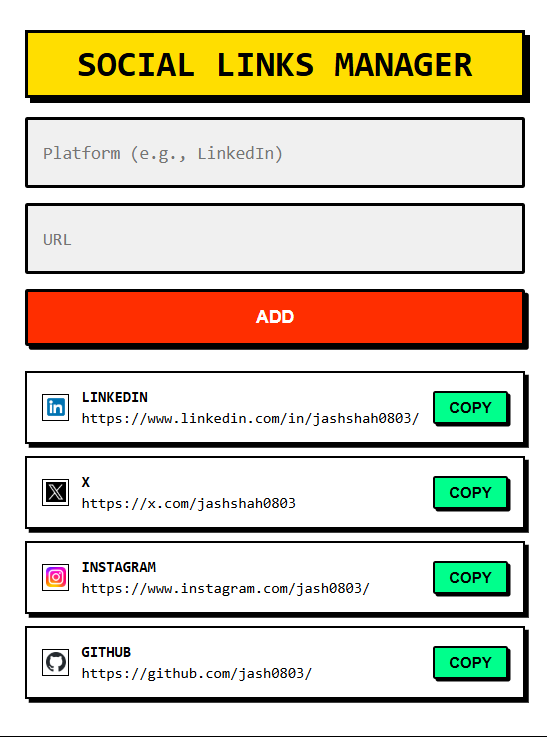 SOCIAL LINKS MANAGER
Platform (e.g., LinkedIn)
URL
ADD
in
LINKEDIN
https://www.linkedin.com/in/jashshah0803/
COPY
X
https://x.com/jashshah0803
COPY
INSTAGRAM
https://www.instagram.com/jash0803/
COPY
GITHUB
https://github.com/jash0803/
COPY